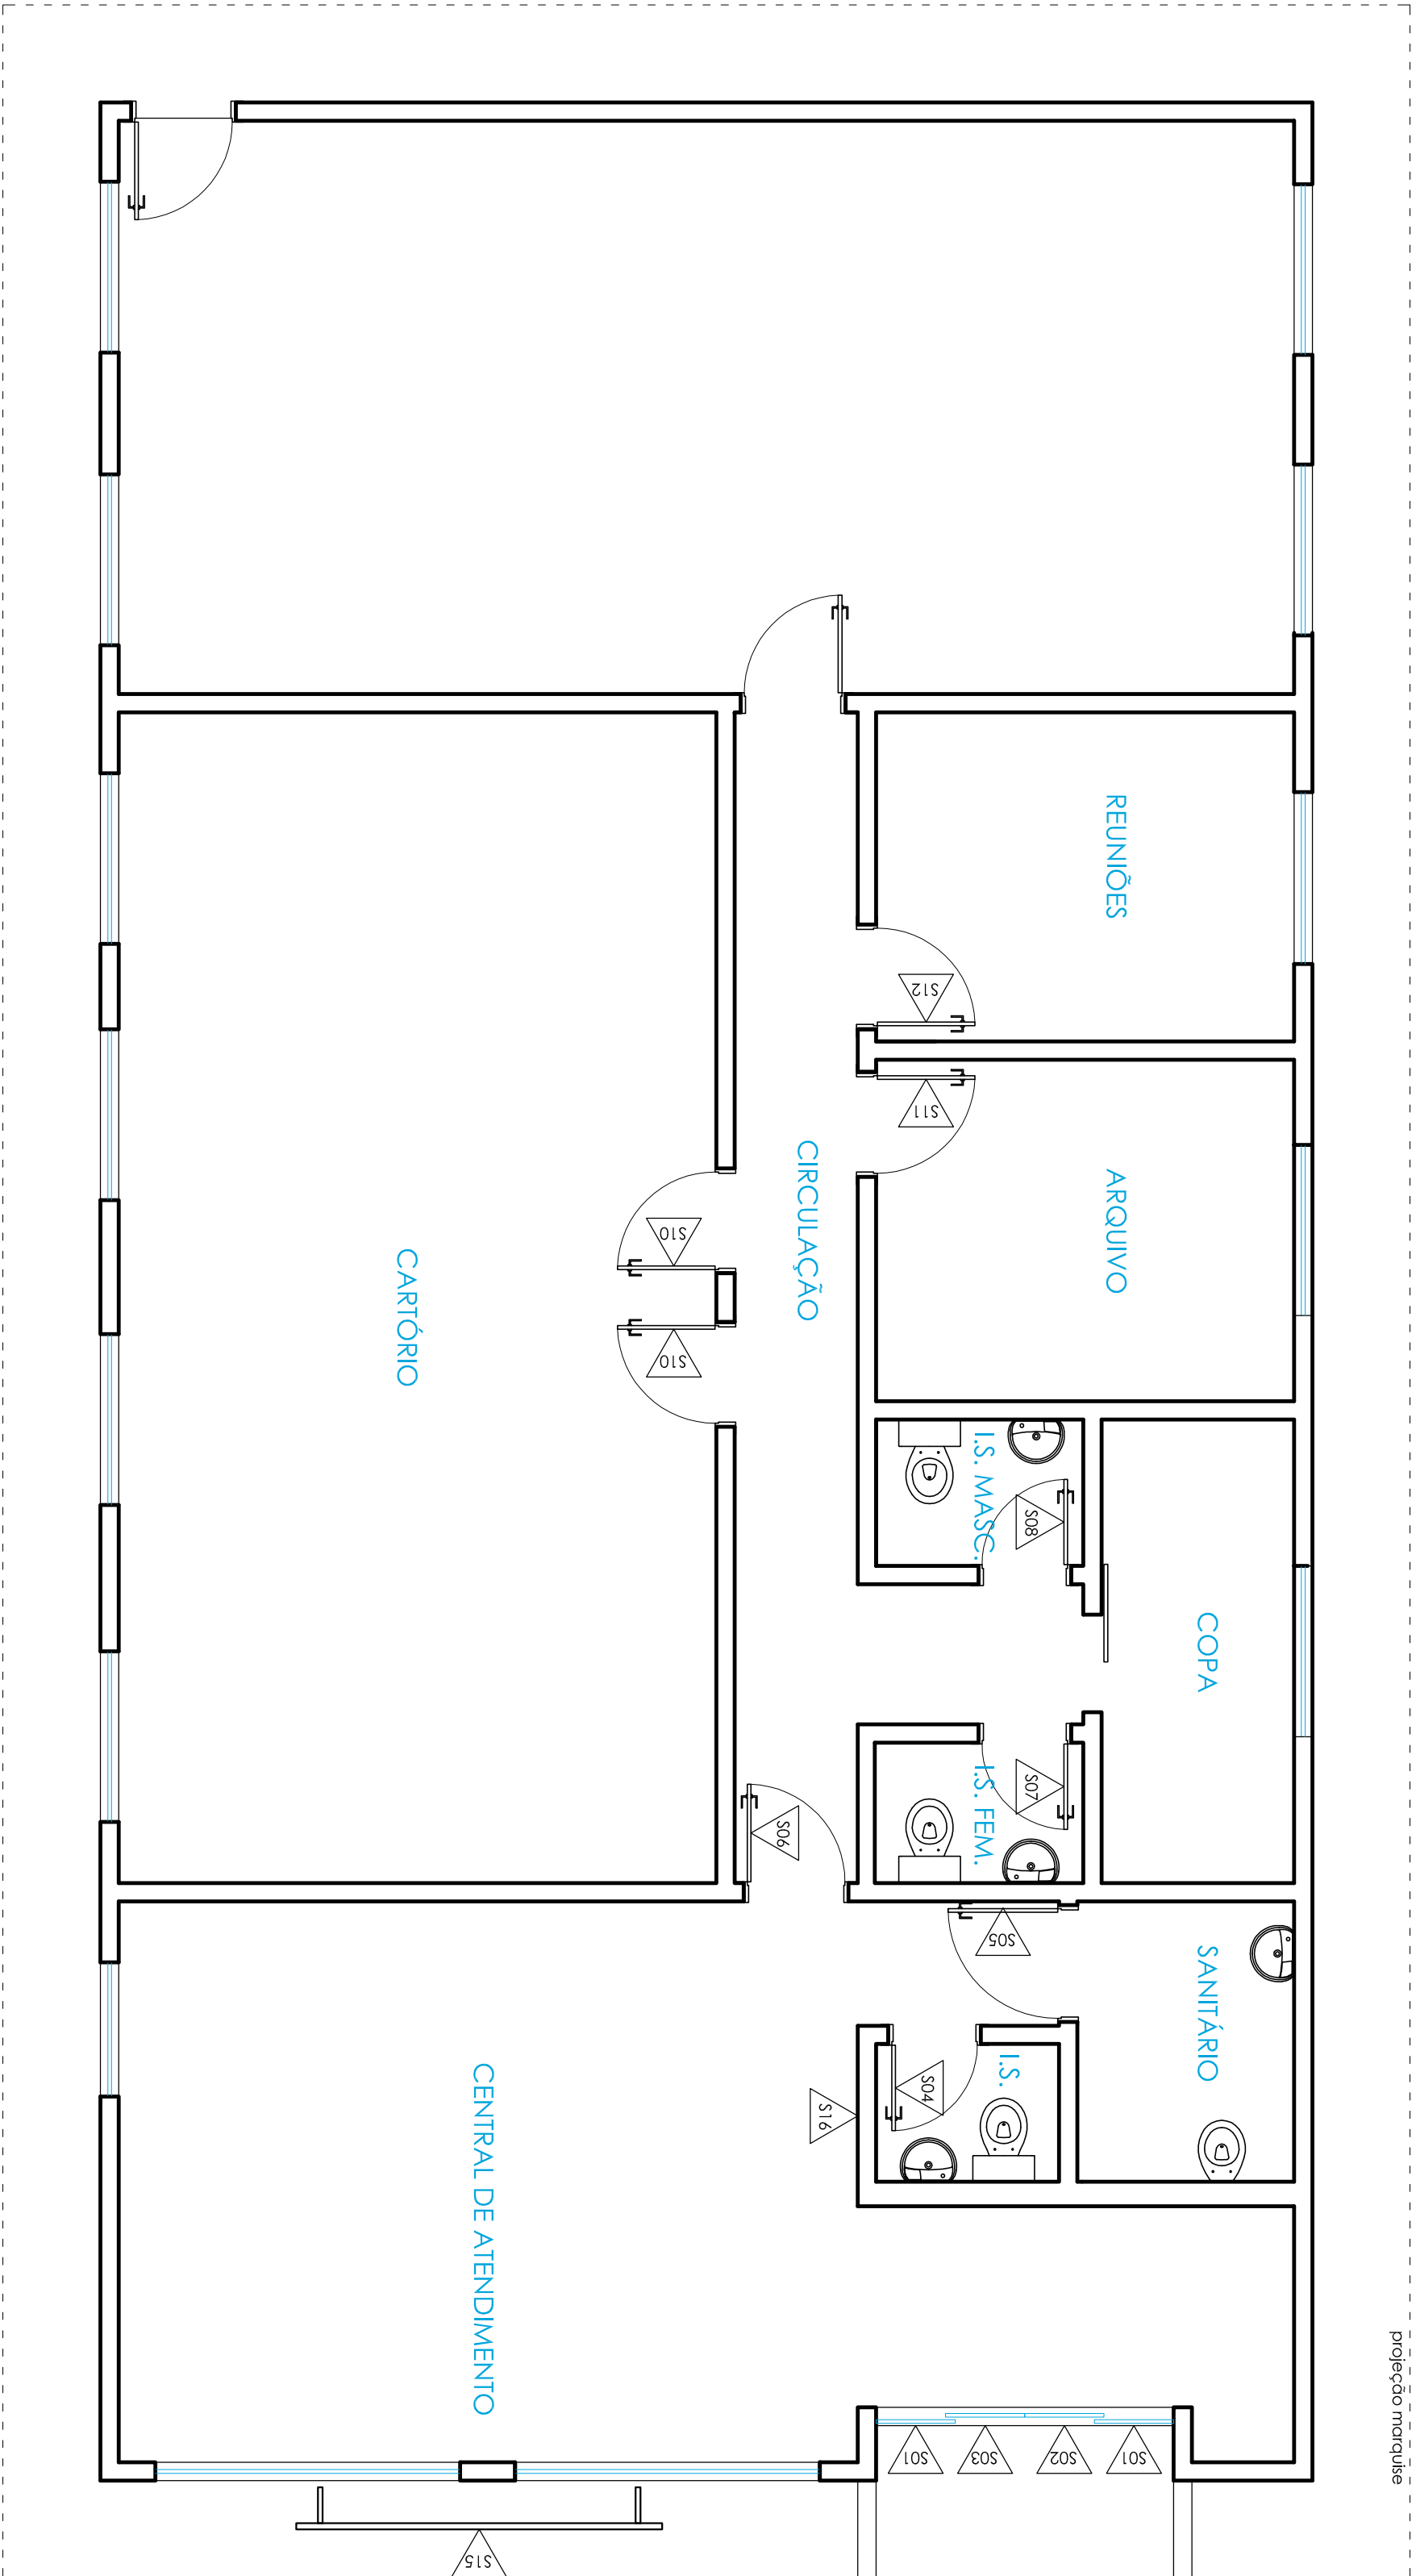 REUNIÕES
S12
S11
ARQUIVO
CIRCULAÇÃO
S10
S10
CARTÓRIO
I.S. MASC.
S08
COPA
S07
I.S. FEM.
S06
S05
SANITÁRIO
I.S.
S04
S16
CENTRAL DE ATENDIMENTO
projeção marquise
S01
S03
S02
S01
S15